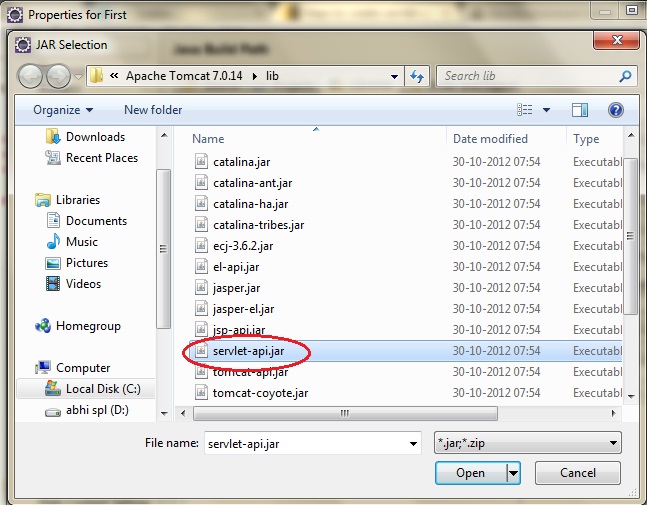 Properties for First
JAR Selection
Java Build Path
« Apache Tomcat 7.0.14 ▸ lib
Search lib
Organize
New folder
Name
Date modified
Type
Downloads
Recent Places
Libraries
Documents
Music
Pictures
Videos
Homegroup
Computer
Local Disk (C:)
abhi spl (D:)
catalina.jar 30-10-2012 07:54 Executabl
catalina-ant.jar 30-10-2012 07:54 Executabl
catalina-ha.jar 30-10-2012 07:54 Executabl
catalina-tribes.jar 30-10-2012 07:54 Executabl
ecj-3.6.2.jar 30-10-2012 07:54 Executabl
el-api.jar 30-10-2012 07:54 Executabl
jasper.jar 30-10-2012 07:54 Executabl
jasper-el.jar 30-10-2012 07:54 Executabl
jsp-api.jar 30-10-2012 07:54 Executabl
servlet-api.jar 30-10-2012 07:54 Executabl
tomcat-api.jar 30-10-2012 07:54 Executabl
tomcat-coyote.jar 30-10-2012 07:54 Executabl
File name: servlet-api.jar
*.jar;*.zip
Open
Cancel